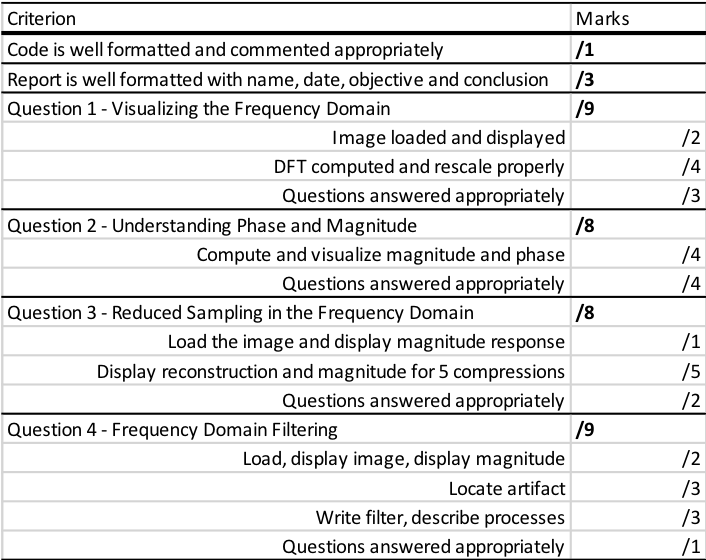 Criterion Marks
Code is well formatted and commented appropriately /1
Report is well formatted with name, date, objective and conclusion /3
Question 1 - Visualizing the Frequency Domain /9
Image loaded and displayed /2
DFT computed and rescale properly /4
Questions answered appropriately /3
Question 2 - Understanding Phase and Magnitude /8
Compute and visualize magnitude and phase /4
Questions answered appropriately /4
Question 3 - Reduced Sampling in the Frequency Domain /8
Load the image and display magnitude response /1
Display reconstruction and magnitude for 5 compressions /5
Questions answered appropriately /2
Question 4 - Frequency Domain Filtering /9
Load, display image, display magnitude /2
Locate artifact /3
Write filter, describe processes /3
Questions answered appropriately /1